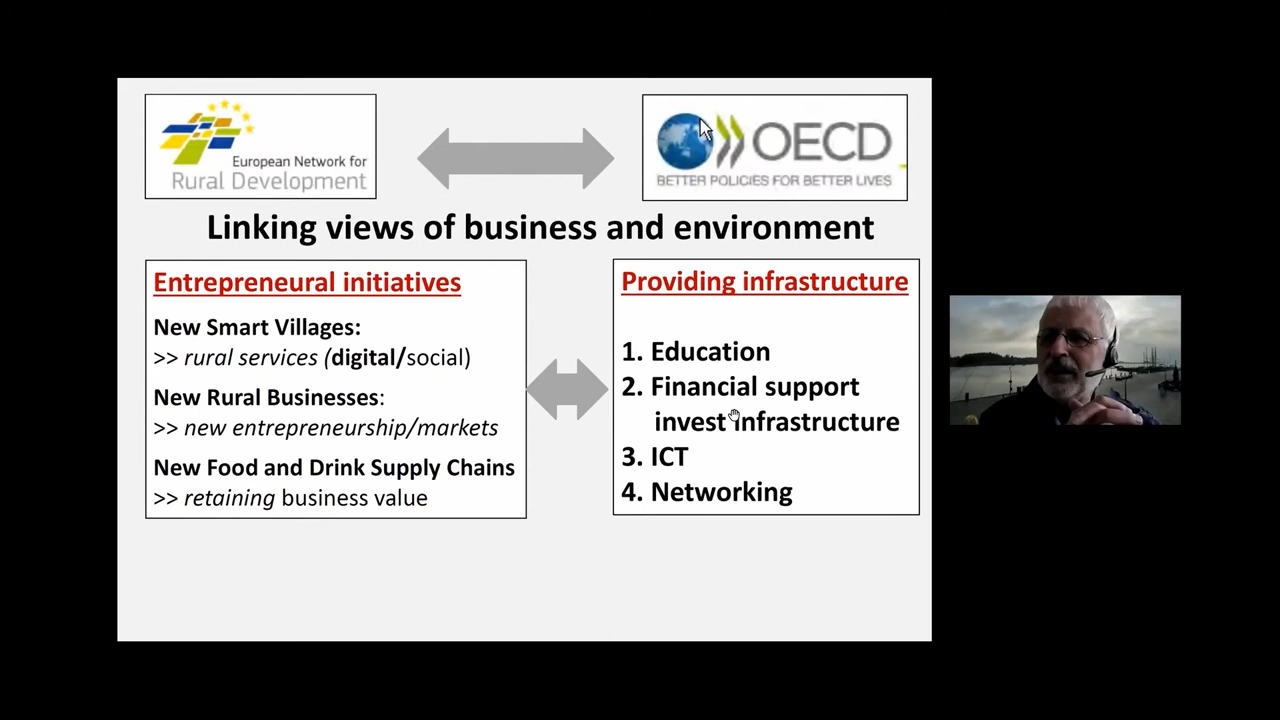 European Network for
Rural Development
OECD
BETTER POLICIES FOR BETTER LIVES
Linking views of business and environment
Entrepreneural initiatives
New Smart Villages:
>> rural services (digital/social)
New Rural Businesses:
>> new entrepreneurship/markets
New Food and Drink Supply Chains
>> retaining business value
Providing infrastructure
1. Education
2. Financial support
invest infrastructure
3. ICT
4. Networking